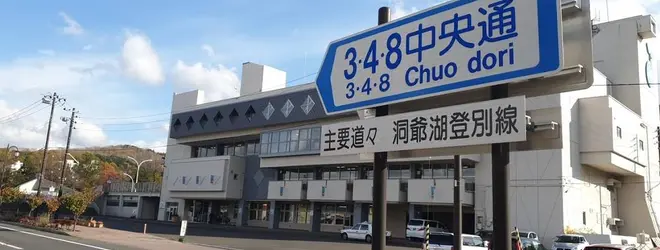 3・4・8中央通
3・4・8 Chuo dori
主要道々 洞爺湖登別線